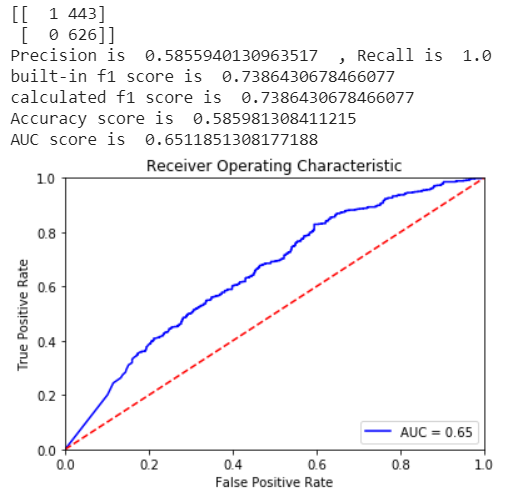 [[  1 443]
 [  0 626]]
Precision is  0.5855940130963517  , Recall is  1.0
built-in f1 score is  0.7386430678466077
calculated f1 score is  0.7386430678466077
Accuracy score is  0.585981308411215
AUC score is  0.6511851308177188
Receiver Operating Characteristic
1.0
0.8
0.6
0.4
0.2
0.0
True Positive Rate
AUC = 0.65
0.0 0.2 0.4 0.6 0.8 1.0
False Positive Rate